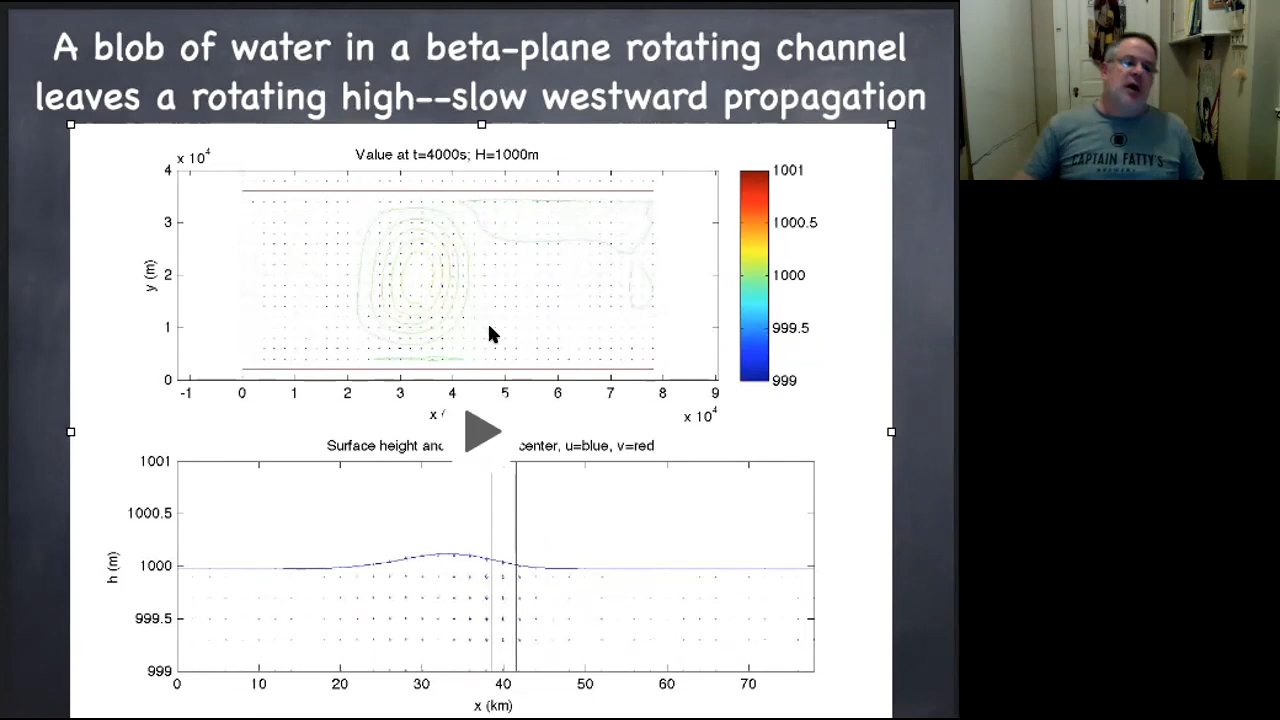 A blob of water in a beta-plane rotating channel
leaves a rotating high--slow westward propagation
x 10⁴
Value at t=4000s; H=1000m
4
3
2
1
0
y (m)
-1 0 1 2 3 4 5 6 7 8 9
x (
x 10⁴
1001
1000.5
1000
999.5
999
Surface height and center, u=blue, v=red
1001
1000.5
1000
999.5
999
h (m)
0 10 20 30 40 50 60 70
x (km)
CAPTAIN FATTY'S